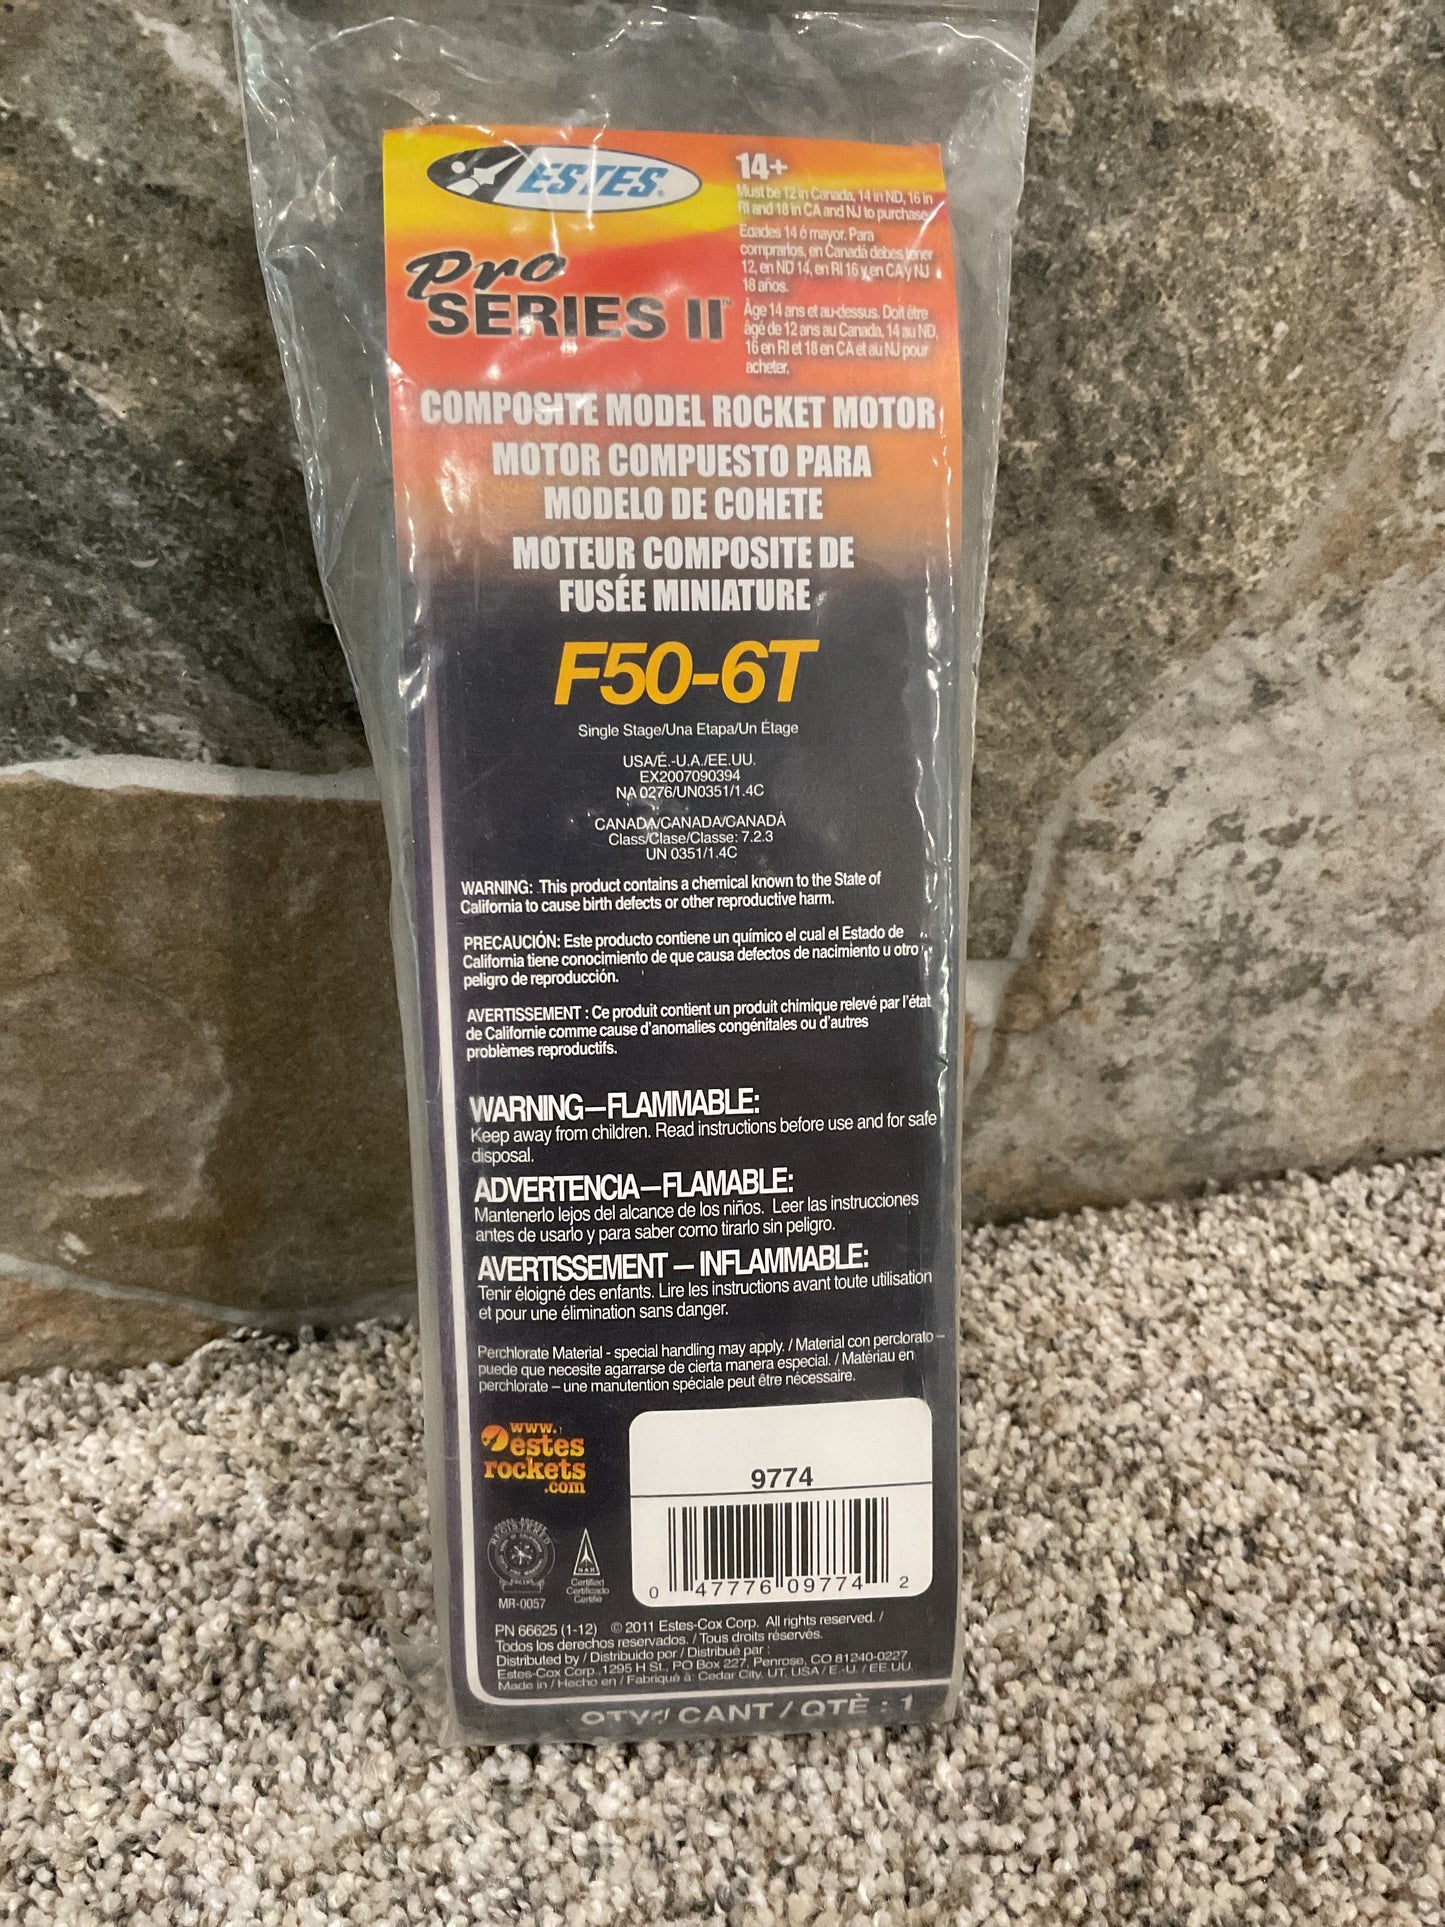 ESTES®
14+
Must be 12 in Canada, 14 in ND, 16 in
RI and 18 in CA and NJ to purchase
Edades 14 ó mayor. Para
comprarlos, en Canadá debes tener
12, en ND 14, en RI 16 y en CA y NJ
18 años.
Âge 14 ans et au-dessus. Doit être
âgé de 12 ans au Canada, 14 au ND,
16 en RI et 18 en CA et au NJ pour
acheter.
Pro
SERIES II™
COMPOSITE MODEL ROCKET MOTOR
MOTOR COMPUESTO PARA
MODELO DE COHETE
MOTEUR COMPOSITE DE
FUSÉE MINIATURE
F50-6T
Single Stage/Una Etapa/Un Étage
USA/É.-U.A./EE.UU.
EX2007090394
NA 0276/UN0351/1.4C
CANADA/CANADA/CANADÁ
Class/Clase/Classe: 7.2.3
UN 0351/1.4C
WARNING: This product contains a chemical known to the State of
California to cause birth defects or other reproductive harm.
PRECAUCIÓN: Este producto contiene un químico el cual el Estado de
California tiene conocimiento de que causa defectos de nacimiento u otro
peligro de reproducción.
AVERTISSEMENT : Ce produit contient un produit chimique relevé par l'état
de Californie comme cause d'anomalies congénitales ou d'autres
problèmes reproductifs.
WARNING—FLAMMABLE:
Keep away from children. Read instructions before use and for safe
disposal.
ADVERTENCIA—FLAMABLE:
Mantenerlo lejos del alcance de los niños. Leer las instrucciones
antes de usarlo y para saber como tirarlo sin peligro.
AVERTISSEMENT — INFLAMMABLE:
Tenir éloigné des enfants. Lire les instructions avant toute utilisation
et pour une élimination sans danger.
Perchlorate Material - special handling may apply. / Material con perclorato –
puede que necesite agarrarse de cierta manera especial. / Matériau en
perchlorate – une manutention spéciale peut être nécessaire.
www.
estes
rockets
.com
9774
0 47776 09774 2
REGISTERED
MR-0057
NAR
Certified
Certificado
Certifié
PN 66625 (1-12) © 2011 Estes-Cox Corp. All rights reserved. /
Todos los derechos reservados. / Tous droits réservés.
Distributed by / Distribuido por / Distribué par :
Estes-Cox Corp. 1295 H St., PO Box 227, Penrose, CO 81240-0227
Made in / Hecho en / Fabriqué à: Cedar City, UT, USA / É.-U. / EE.UU.
QTY / CANT / QTÈ : 1